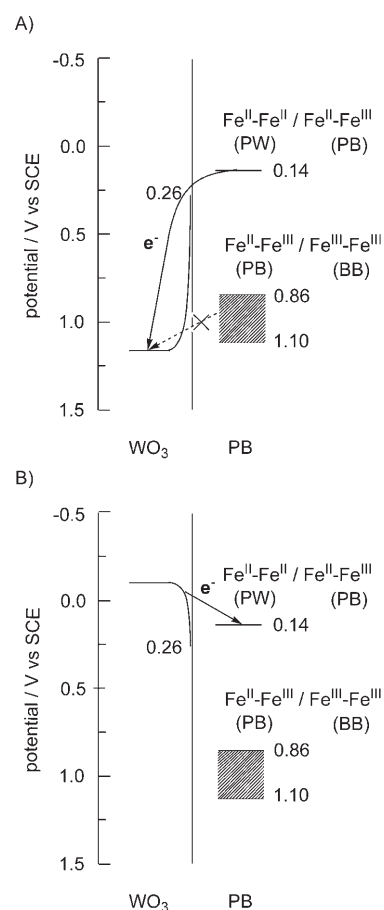 A)
-0.5
0.0
0.5
1.0
1.5
potential / V vs SCE
Fe^II-Fe^II / Fe^II-Fe^III
(PW) (PB)
0.14
0.26
e^-
Fe^II-Fe^III / Fe^III-Fe^III
(PB) (BB)
0.86
1.10
WO₃ PB
B)
-0.5
0.0
0.5
1.0
1.5
potential / V vs SCE
e^-
Fe^II-Fe^II / Fe^II-Fe^III
(PW) (PB)
0.14
0.26
Fe^II-Fe^III / Fe^III-Fe^III
(PB) (BB)
0.86
1.10
WO₃ PB